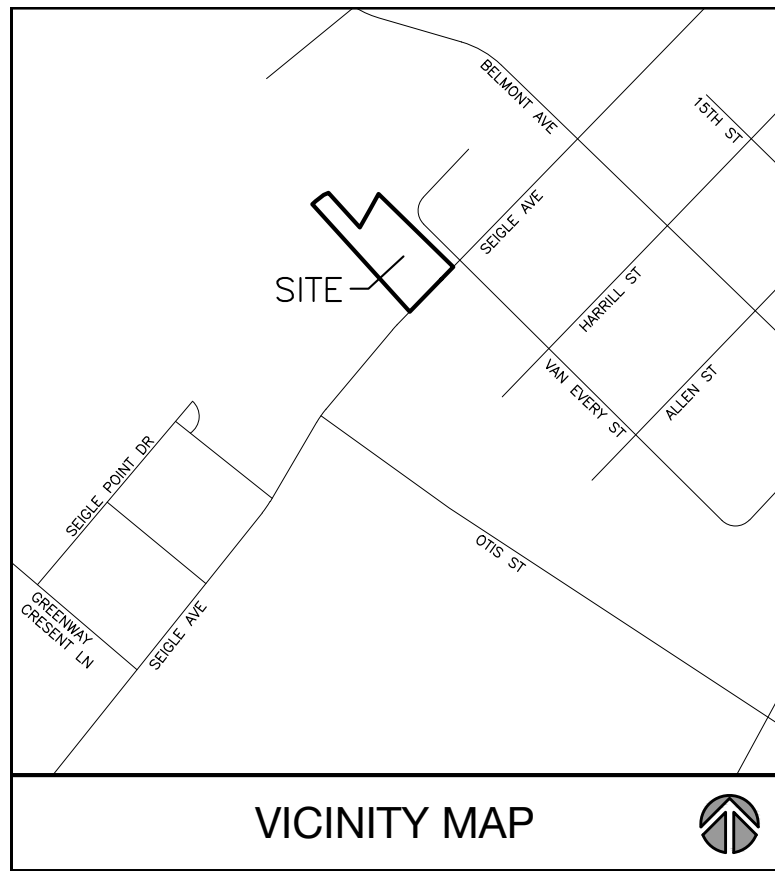 BELMONT AVE
15TH ST
SEIGLE AVE
SITE
HARRILL ST
VAN EVERY ST
ALLEN ST
SEIGLE POINT DR
OTIS ST
GREENWAY
CRESENT LN
SEIGLE AVE
VICINITY MAP